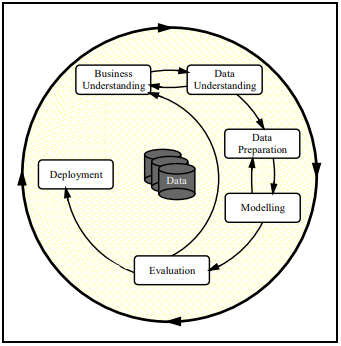 Business
Understanding
Data
Understanding
Data
Preparation
Deployment
Data
Modelling
Evaluation